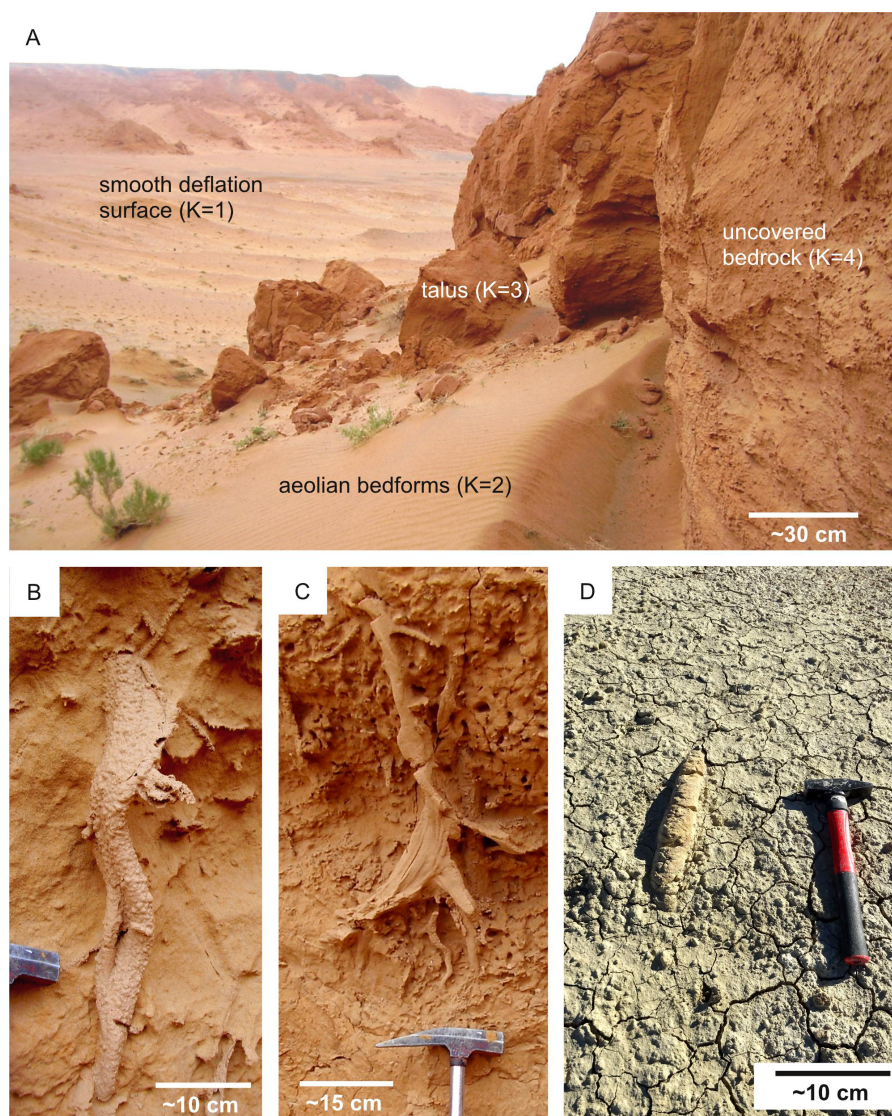 A
smooth deflation
surface (K=1)
uncovered
bedrock (K=4)
talus (K=3)
aeolian bedforms (K=2)
~30 cm
B
C
D
~10 cm
~15 cm
~10 cm